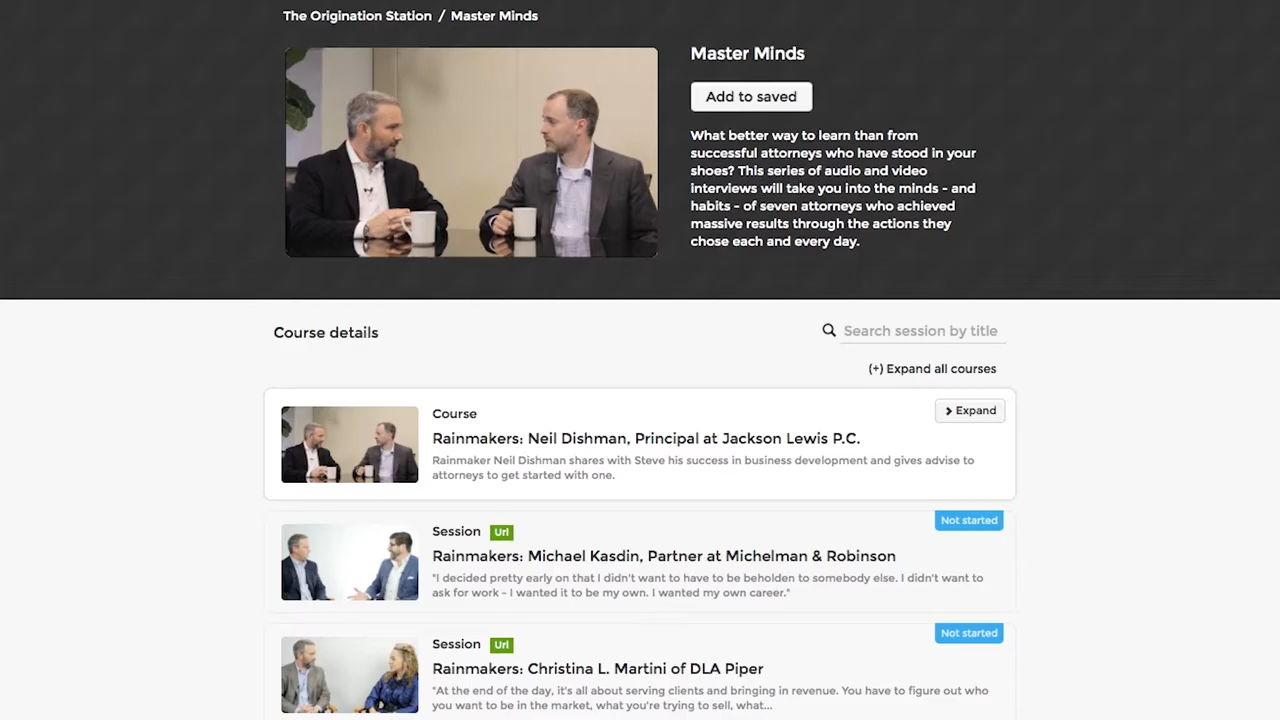 The Origination Station / Master Minds
Master Minds
Add to saved
What better way to learn than from
successful attorneys who have stood in your
shoes? This series of audio and video
interviews will take you into the minds - and
habits - of seven attorneys who achieved
massive results through the actions they
chose each and every day.
Course details
Search session by title
(+) Expand all courses
Course
Expand
Rainmakers: Neil Dishman, Principal at Jackson Lewis P.C.
Rainmaker Neil Dishman shares with Steve his success in business development and gives advise to
attorneys to get started with one.
Session Url
Not started
Rainmakers: Michael Kasdin, Partner at Michelman & Robinson
"I decided pretty early on that I didn't want to have to be beholden to somebody else. I didn't want to
ask for work - I wanted it to be my own. I wanted my own career."
Session Url
Not started
Rainmakers: Christina L. Martini of DLA Piper
"At the end of the day, it's all about serving clients and bringing in revenue. You have to figure out who
you want to be in the market, what you're trying to sell, what...